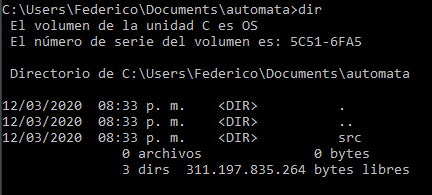 C:\Users\Federico\Documents\automata>dir
El volumen de la unidad C es OS
El número de serie del volumen es: 5C51-6FA5
Directorio de C:\Users\Federico\Documents\automata
12/03/2020  08:33 p. m.    <DIR>          .
12/03/2020  08:33 p. m.    <DIR>          ..
12/03/2020  08:33 p. m.    <DIR>          src
0 archivos              0 bytes
3 dirs  311.197.835.264 bytes libres